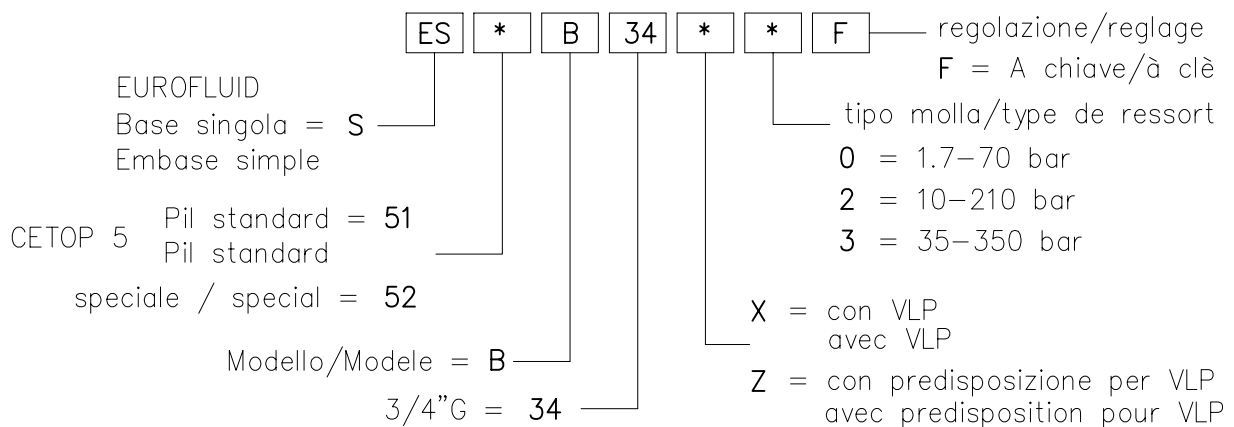 ES * B 34 * * F
regolazione/reglage
F = A chiave/à clè
EUROFLUID
Base singola = S
Embase simple
tipo molla/type de ressort
0 = 1.7-70 bar
2 = 10-210 bar
3 = 35-350 bar
CETOP 5
Pil standard = 51
Pil standard
speciale / special = 52
X = con VLP
avec VLP
Modello/Modele = B
Z = con predisposizione per VLP
avec predisposition pour VLP
3/4"G = 34